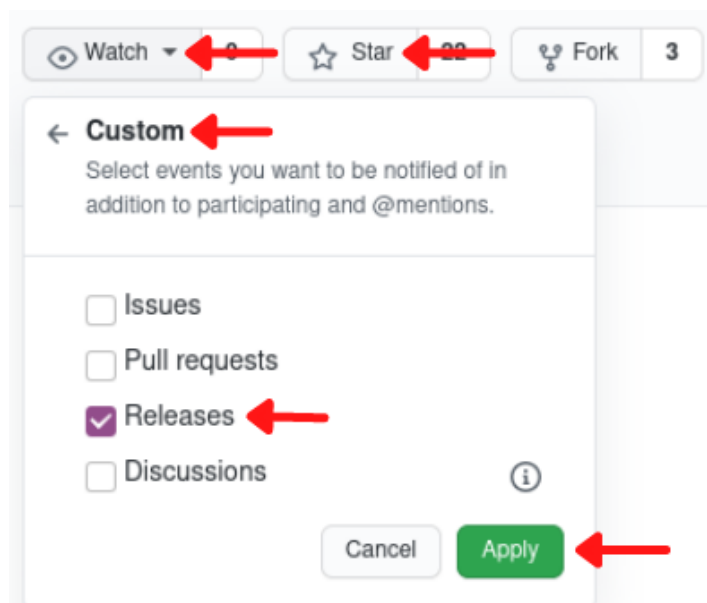 Watch Star Fork 3
Custom
Select events you want to be notified of in
addition to participating and @mentions.
Issues
Pull requests
Releases
Discussions
Cancel Apply